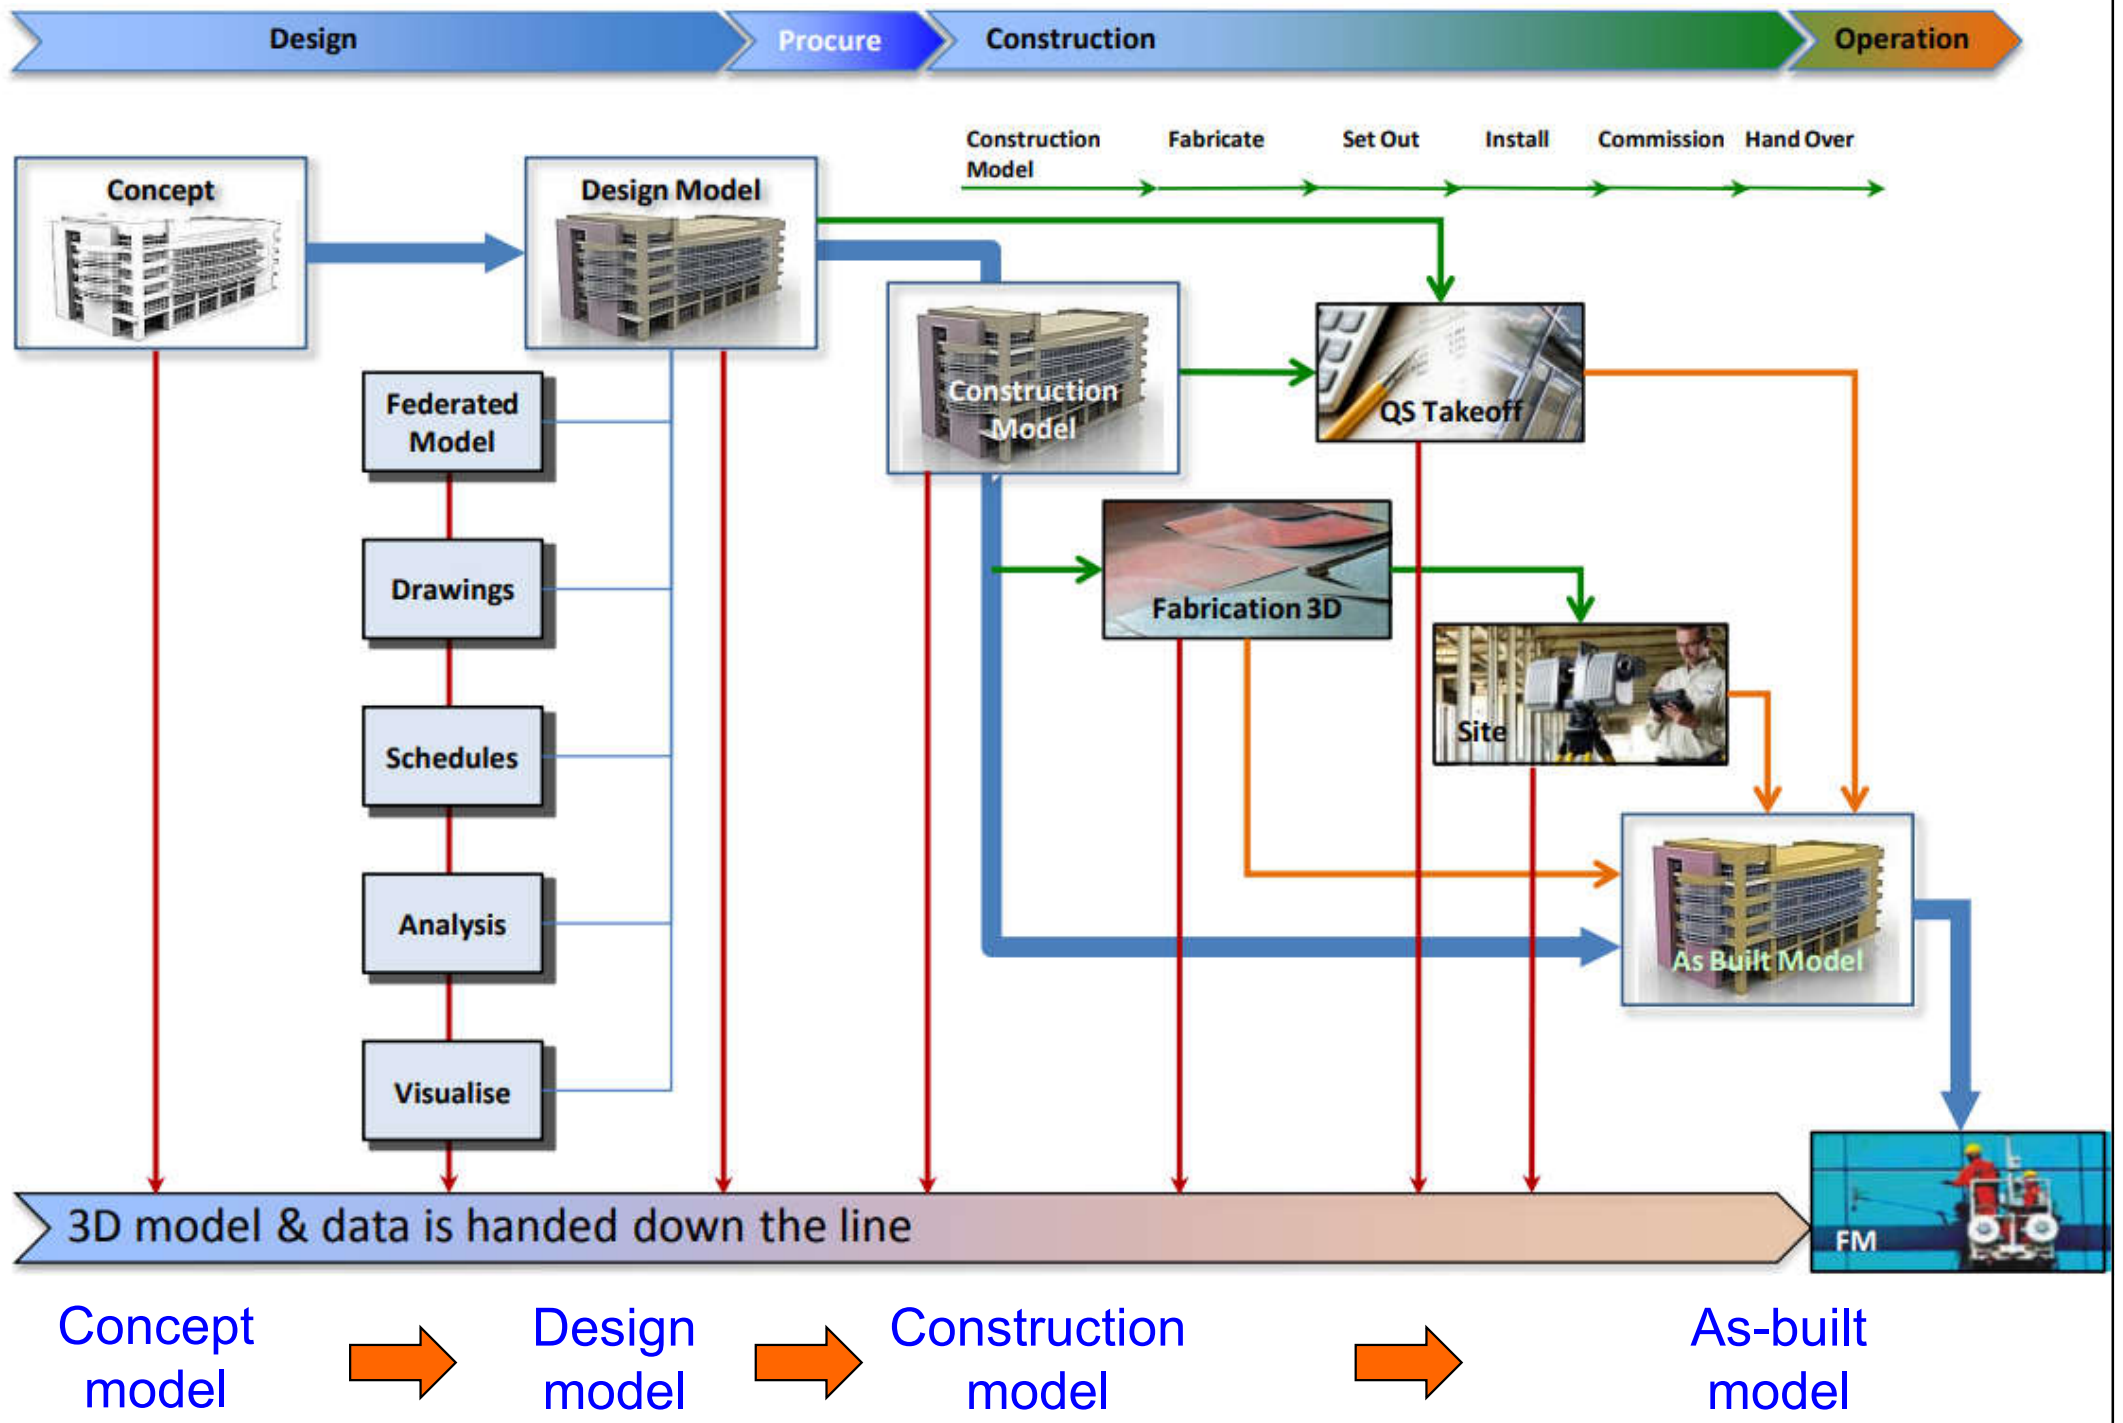 Design
Procure
Construction
Operation
Construction
Model
Fabricate
Set Out
Install
Commission
Hand Over
Concept
Design Model
Construction
Model
QS Takeoff
Federated
Model
Drawings
Fabrication 3D
Schedules
Site
Analysis
As Built Model
Visualise
3D model & data is handed down the line
FM
Concept
model
Design
model
Construction
model
As-built
model